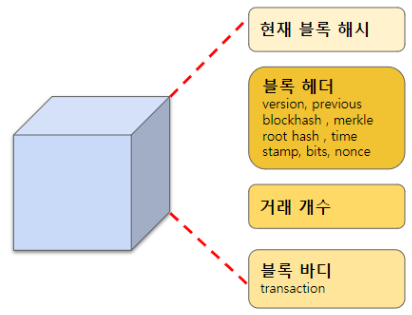 현재 블록 해시
블록 헤더
version, previous
blockhash , merkle
root hash , time
stamp, bits, nonce
거래 개수
블록 바디
transaction